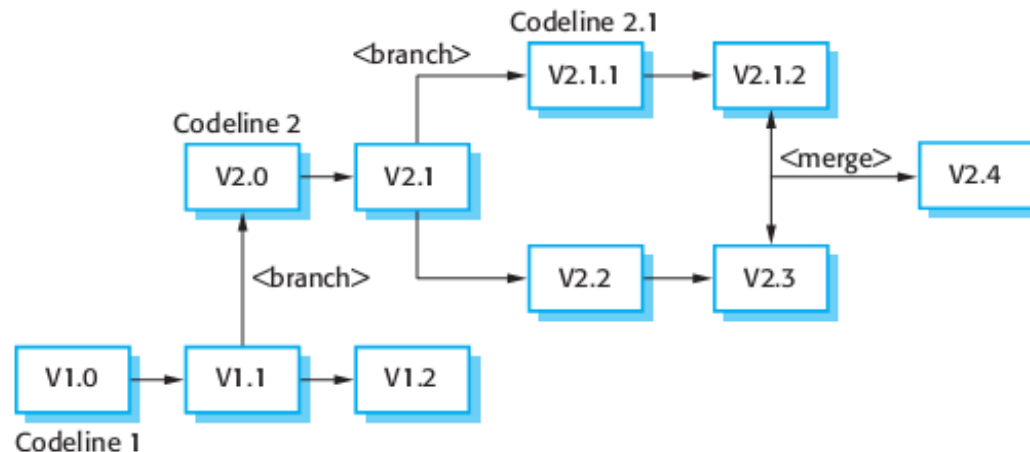 Codeline 2.1
<branch>
V2.1.1
V2.1.2
Codeline 2
<merge>
V2.0
V2.1
V2.4
<branch>
V2.2
V2.3
V1.0
V1.1
V1.2
Codeline 1